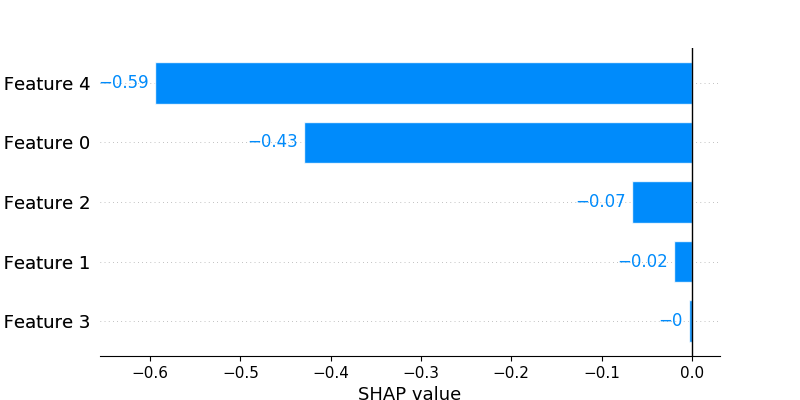 Feature 4 −0.59
Feature 0 −0.43
Feature 2 −0.07
Feature 1 −0.02
Feature 3 −0
−0.6 −0.5 −0.4 −0.3 −0.2 −0.1 0.0
SHAP value